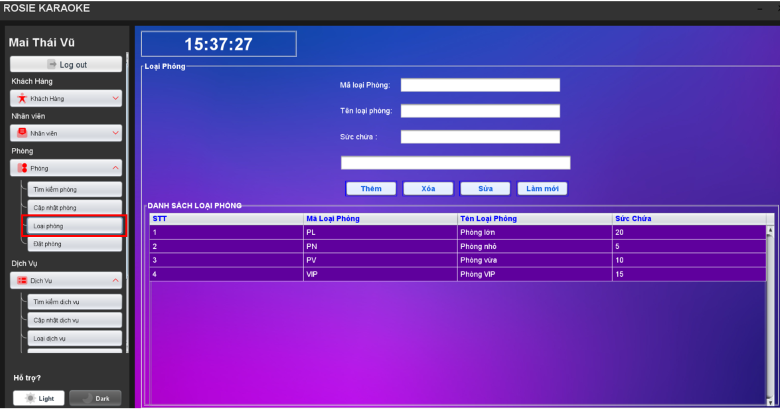 ROSIE KARAOKE
Mai Thái Vũ
Log out
Khách Hàng
Khách Hàng
Nhân viên
Nhân viên
Phòng
Phòng
Tìm kiếm phòng
Cập nhật phòng
Loại phòng
Đặt phòng
Dịch Vụ
Dịch Vụ
Tìm kiếm dịch vụ
Cập nhật dịch vụ
Loại dịch vụ
Hỗ trợ?
Light Dark
15:37:27
Loại Phòng
Mã loại Phòng:
Tên loại phòng:
Sức chứa :
Thêm Xóa Sửa Làm mới
DANH SÁCH LOẠI PHÒNG
STT Mã Loại Phòng Tên Loại Phòng Sức Chứa
1 PL Phòng lớn 20
2 PN Phòng nhỏ 5
3 PV Phòng vừa 10
4 VIP Phòng VIP 15